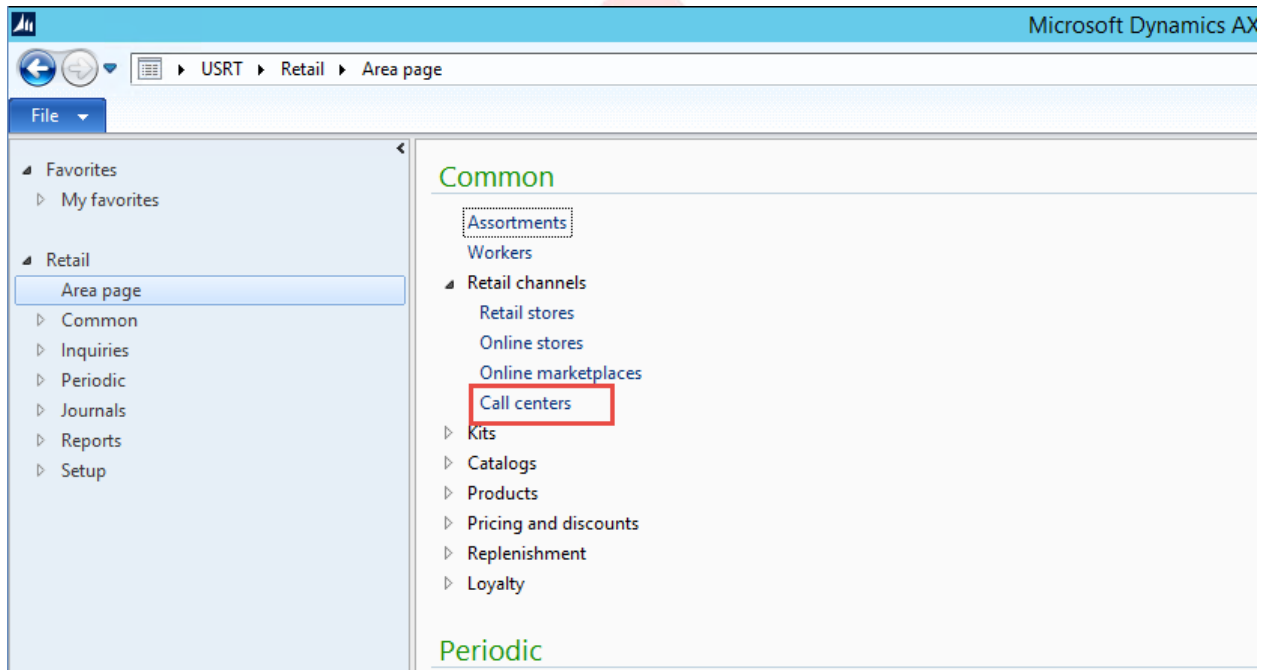 Microsoft Dynamics AX
USRT Retail Area page
File
Favorites
My favorites
Retail
Area page
Common
Inquiries
Periodic
Journals
Reports
Setup
Common
Assortments
Workers
Retail channels
Retail stores
Online stores
Online marketplaces
Call centers
Kits
Catalogs
Products
Pricing and discounts
Replenishment
Loyalty
Periodic